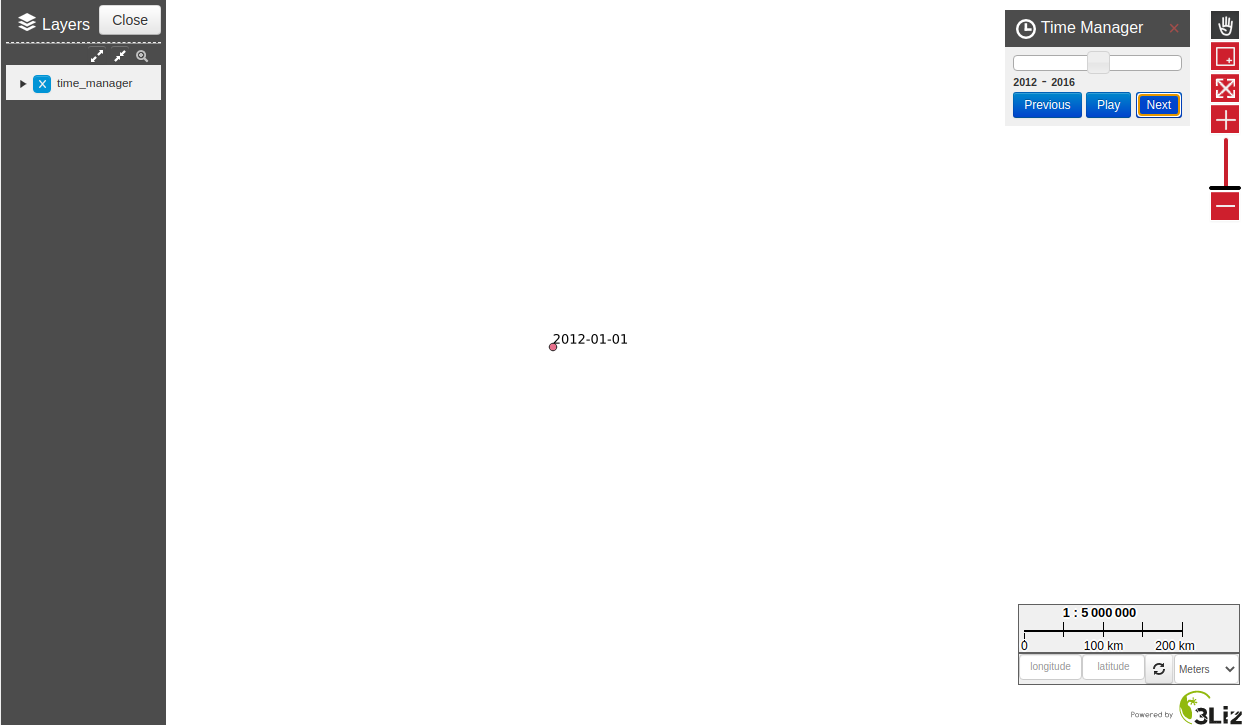 Layers
Close
X
time_manager
2012-01-01
Time Manager
×
2012 - 2016
Previous
Play
Next
1 : 5 000 000
0
100 km
200 km
longitude
latitude
Meters
Powered by
3Liz